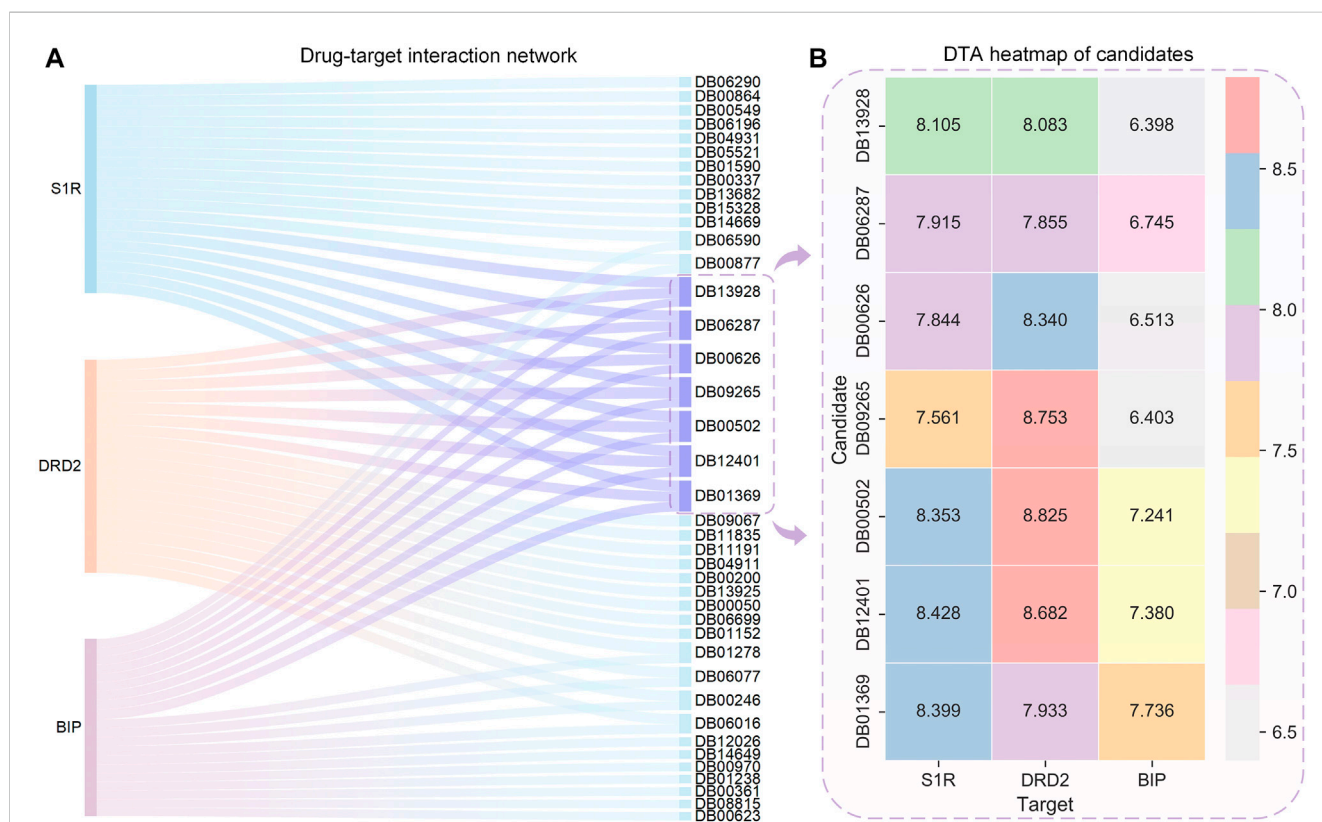 A
Drug-target interaction network
S1R
DRD2
BIP
DB06290
DB00864
DB00549
DB06196
DB04931
DB05521
DB01590
DB00337
DB13682
DB15328
DB14669
DB06590
DB00877
DB13928
DB06287
DB00626
DB09265
DB00502
DB12401
DB01369
DB09067
DB11835
DB11191
DB04911
DB00200
DB13925
DB00050
DB06699
DB01152
DB01278
DB06077
DB00246
DB06016
DB12026
DB14649
DB00970
DB01238
DB00361
DB08815
DB00623
B
DTA heatmap of candidates
Candidate
DB13928 8.105 8.083 6.398
DB06287 7.915 7.855 6.745
DB00626 7.844 8.340 6.513
DB09265 7.561 8.753 6.403
DB00502 8.353 8.825 7.241
DB12401 8.428 8.682 7.380
DB01369 8.399 7.933 7.736
S1R DRD2 BIP
Target
8.5
8.0
7.5
7.0
6.5